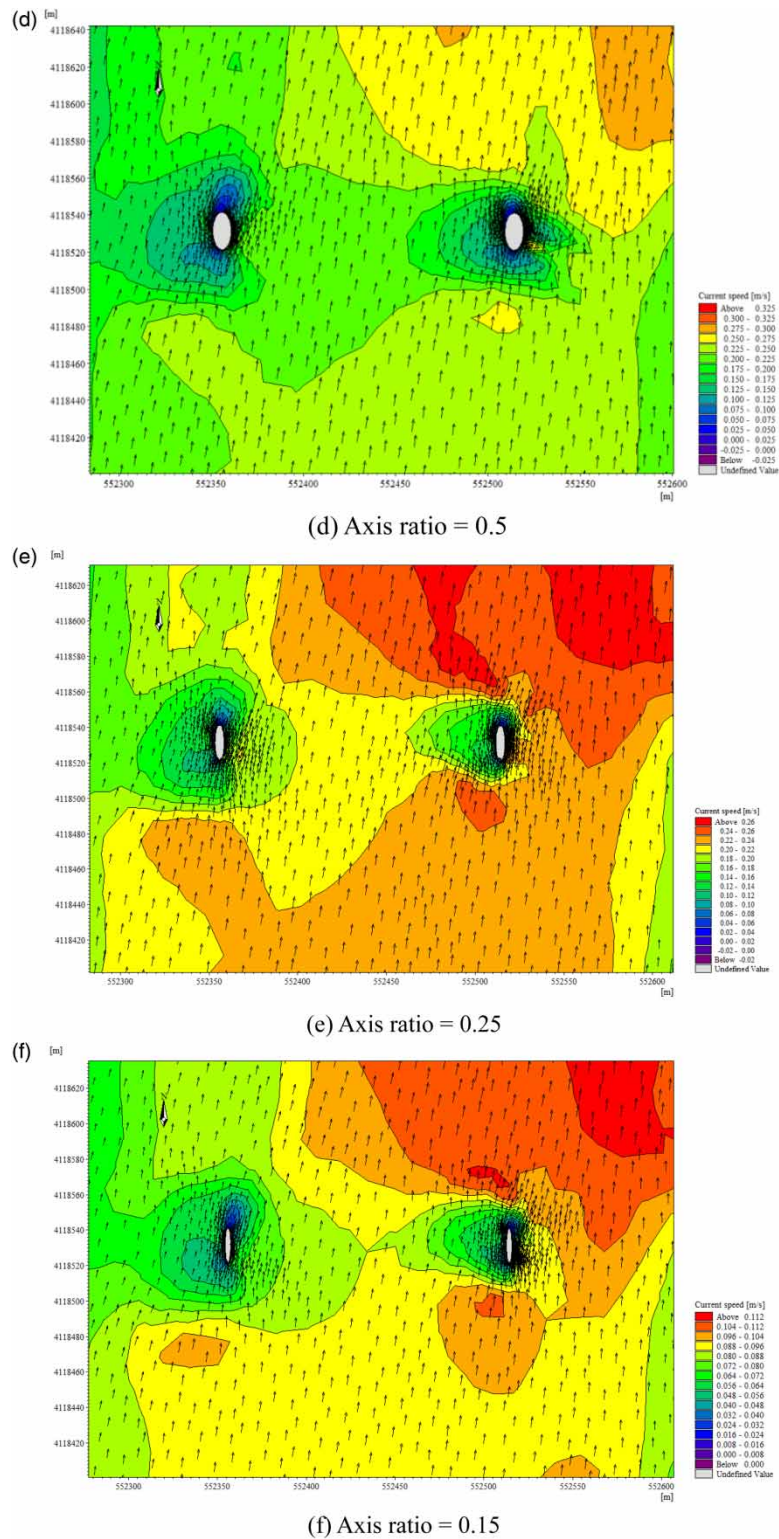 (d)
[m]
4118640
4118620
4118600
4118580
4118560
4118540
4118520
4118500
4118480
4118460
4118440
4118420
552300 552350 552400 552450 552500 552550 552600
[m]
N
Current speed [m/s]
Above 0.325
0.300 - 0.325
0.275 - 0.300
0.250 - 0.275
0.225 - 0.250
0.200 - 0.225
0.175 - 0.200
0.150 - 0.175
0.125 - 0.150
0.100 - 0.125
0.075 - 0.100
0.050 - 0.075
0.025 - 0.050
0.000 - 0.025
-0.025 - 0.000
Below -0.025
Undefined Value
(d) Axis ratio = 0.5
(e)
[m]
4118620
4118600
4118580
4118560
4118540
4118520
4118500
4118480
4118460
4118440
4118420
552300 552350 552400 552450 552500 552550 552600
[m]
N
Current speed [m/s]
Above 0.26
0.24 - 0.26
0.22 - 0.24
0.20 - 0.22
0.18 - 0.20
0.16 - 0.18
0.14 - 0.16
0.12 - 0.14
0.10 - 0.12
0.08 - 0.10
0.06 - 0.08
0.04 - 0.06
0.02 - 0.04
0.00 - 0.02
-0.02 - 0.00
Below -0.02
Undefined Value
(e) Axis ratio = 0.25
(f)
[m]
4118620
4118600
4118580
4118560
4118540
4118520
4118500
4118480
4118460
4118440
4118420
552300 552350 552400 552450 552500 552550 552600
[m]
N
Current speed [m/s]
Above 0.112
0.104 - 0.112
0.096 - 0.104
0.088 - 0.096
0.080 - 0.088
0.072 - 0.080
0.064 - 0.072
0.056 - 0.064
0.048 - 0.056
0.040 - 0.048
0.032 - 0.040
0.024 - 0.032
0.016 - 0.024
0.008 - 0.016
0.000 - 0.008
Below 0.000
Undefined Value
(f) Axis ratio = 0.15